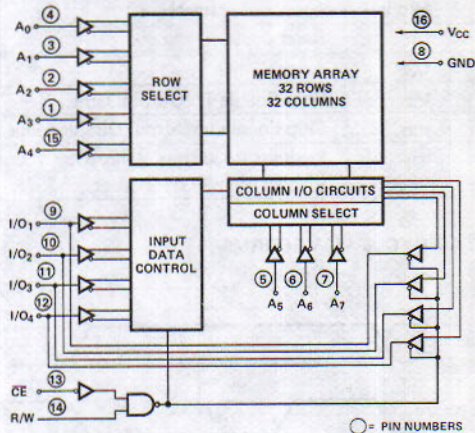 ④
A0
③
A1
②
A2
①
A3
⑮
A4
ROW
SELECT
MEMORY ARRAY
32 ROWS
32 COLUMNS
⑯
VCC
⑧
GND
COLUMN I/O CIRCUITS
COLUMN SELECT
⑨
I/O1
⑩
I/O2
⑪
I/O3
⑫
I/O4
INPUT
DATA
CONTROL
⑤ ⑥ ⑦
A5 A6 A7
⑬
C̅E̅
⑭
R/W
◯ = PIN NUMBERS